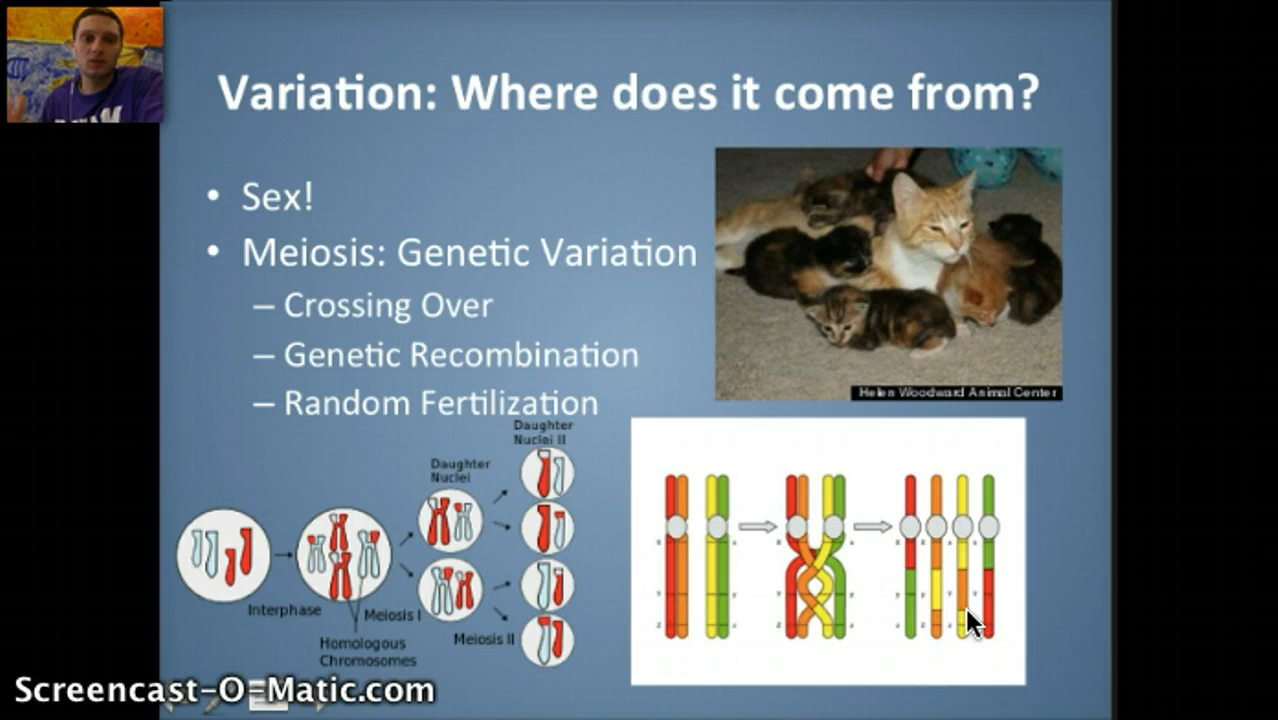 Variation: Where does it come from?
• Sex!
• Meiosis: Genetic Variation
– Crossing Over
– Genetic Recombination
– Random Fertilization
Helen Woodward Animal Center
Daughter
Nuclei II
Daughter
Nuclei
Interphase
Meiosis I
Homologous
Chromosomes
Meiosis II
Screencast-O-Matic.com